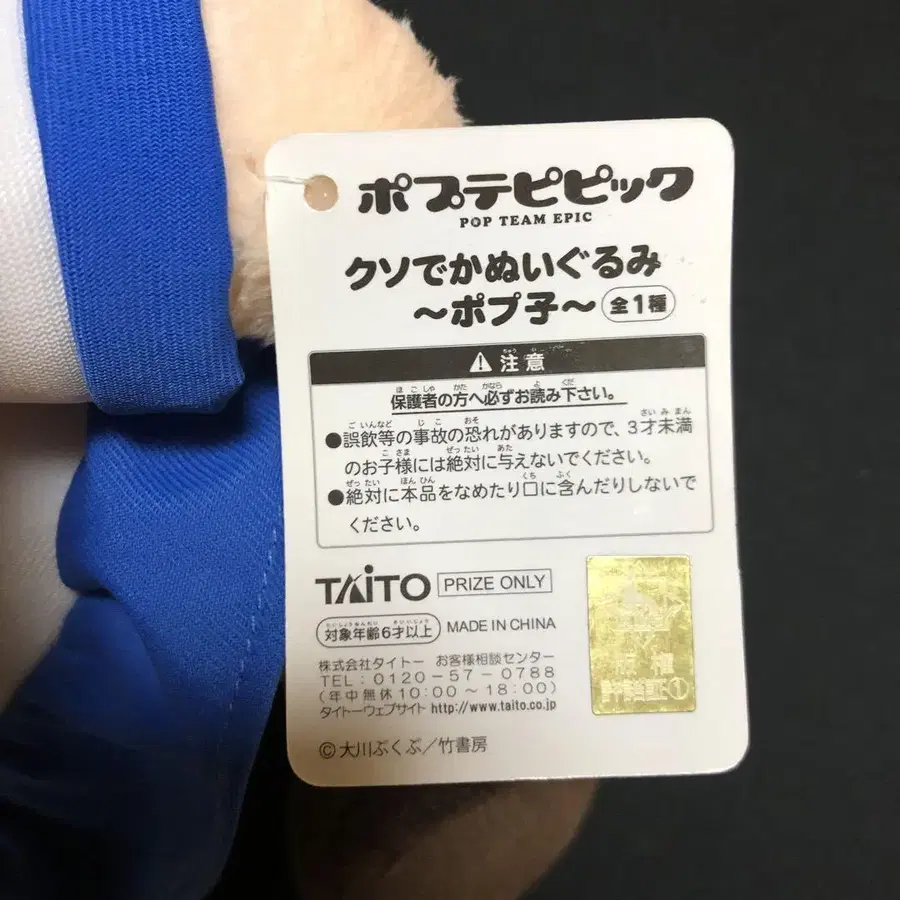 ポプテピピック
POP TEAM EPIC
クソでかぬいぐるみ
～ポプ子～ 全1種
注意
保護者の方へ必ずお読み下さい。
●誤飲等の事故の恐れがありますので、3才未満
のお子様には絶対に与えないでください。
●絶対に本品をなめたり口に含んだりしないで
ください。
TAITO PRIZE ONLY
対象年齢6才以上 MADE IN CHINA
株式会社タイトー お客様相談センター
TEL:0120-57-0788
(年中無休10:00～18:00)
タイトーウェブサイト http://www.taito.co.jp
©大川ぶくぶ/竹書房